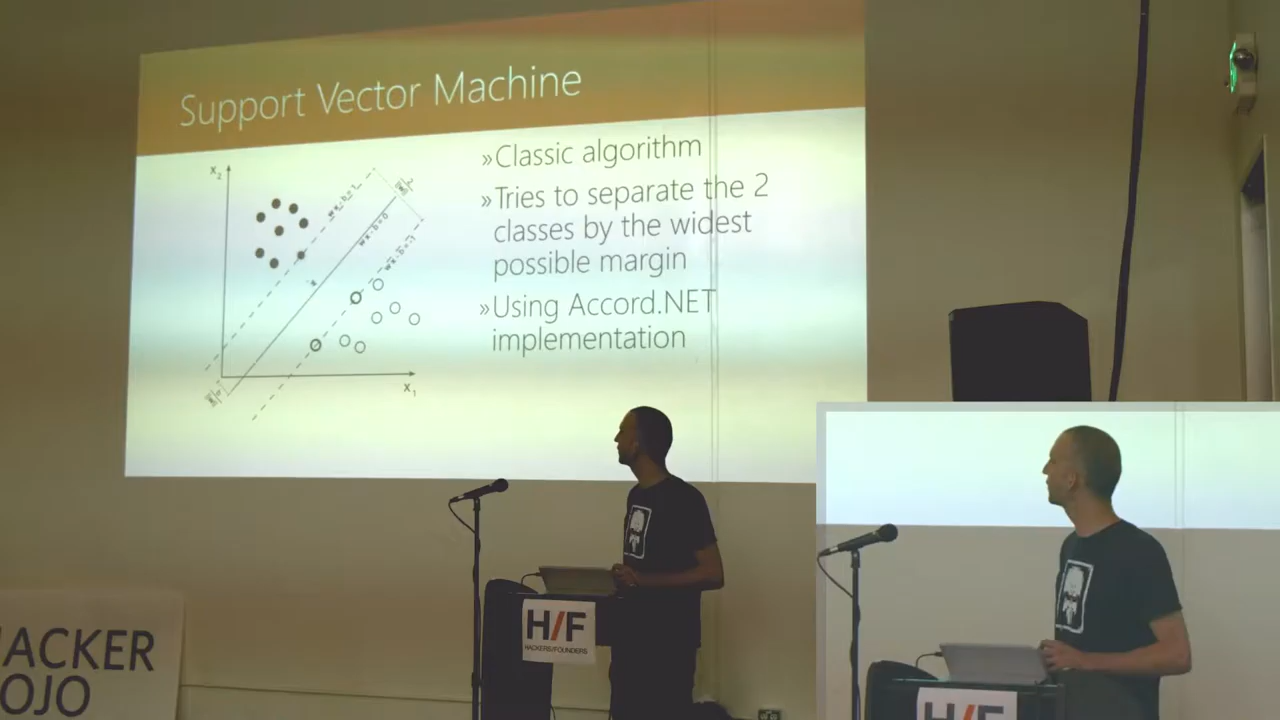 Support Vector Machine
X₂
»Classic algorithm
»Tries to separate the 2
classes by the widest
possible margin
»Using Accord.NET
implementation
X₁
H/F
HACKERS/FOUNDERS
HACKER
OJO
H/F